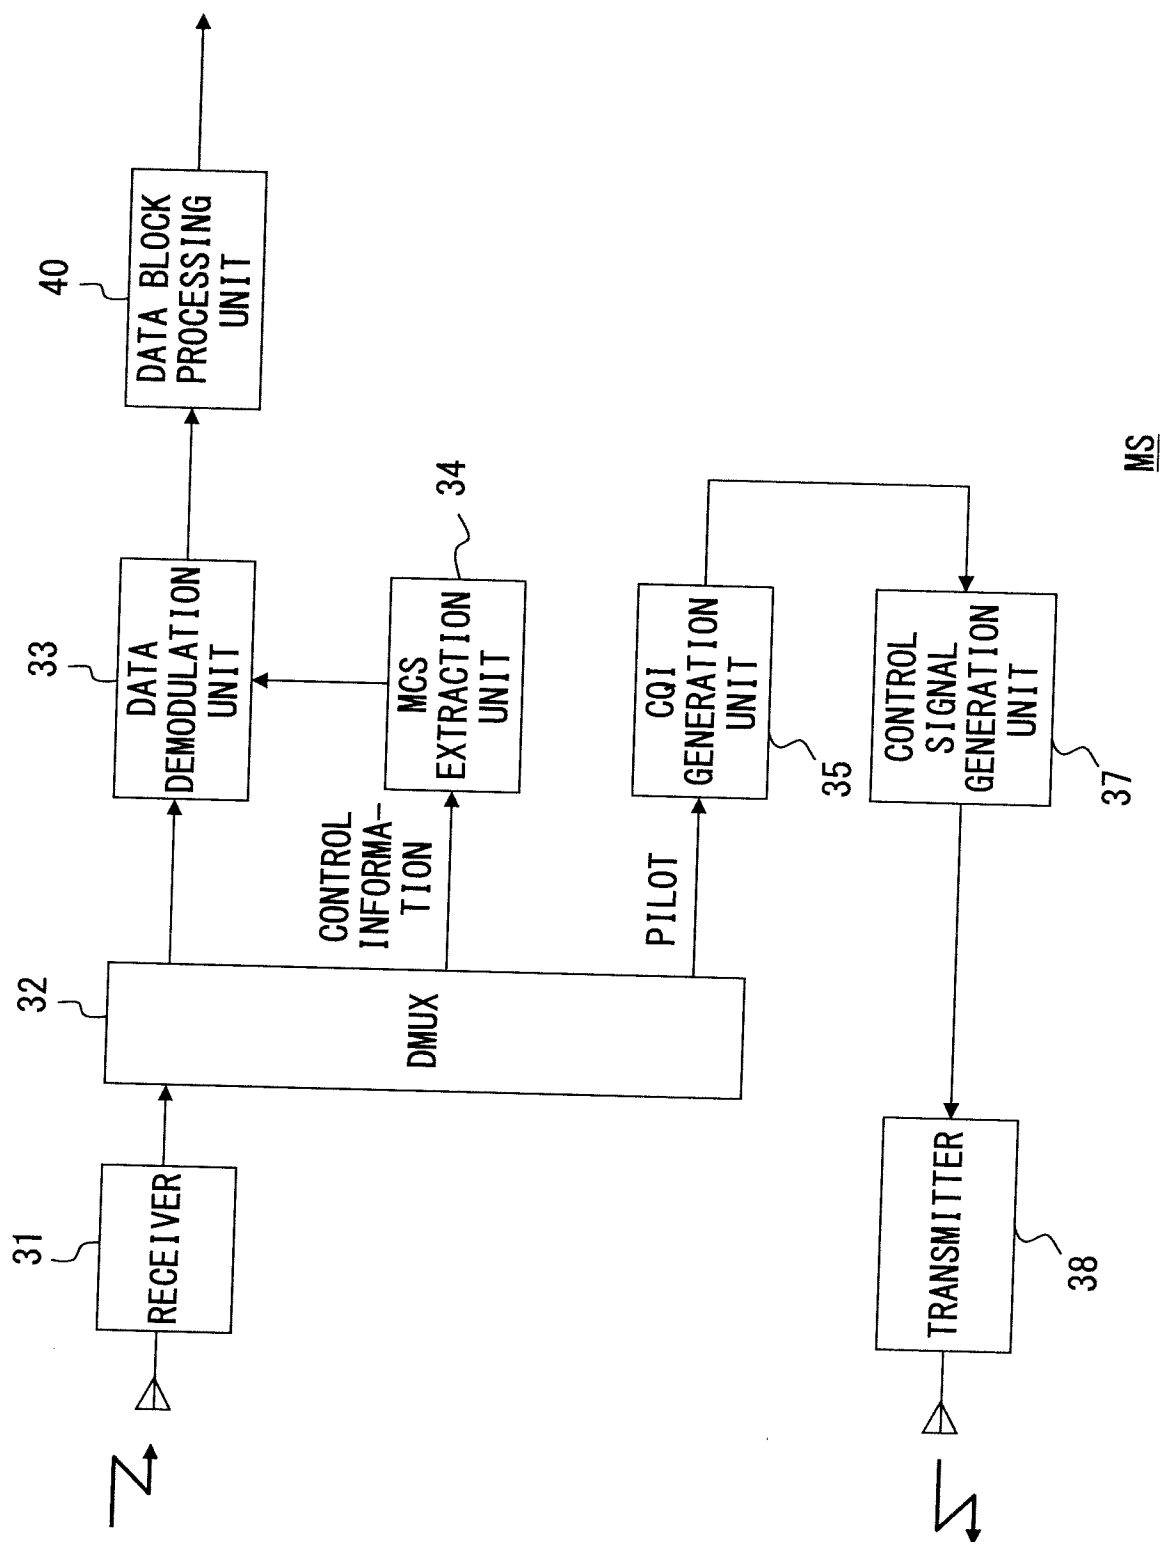 31
RECEIVER
32
DMUX
33
DATA
DEMODULATION
UNIT
40
DATA BLOCK
PROCESSING
UNIT
CONTROL
INFORMA-
TION
34
MCS
EXTRACTION
UNIT
PILOT
CQI
GENERATION
UNIT
35
CONTROL
SIGNAL
GENERATION
UNIT
37
TRANSMITTER
38
MS